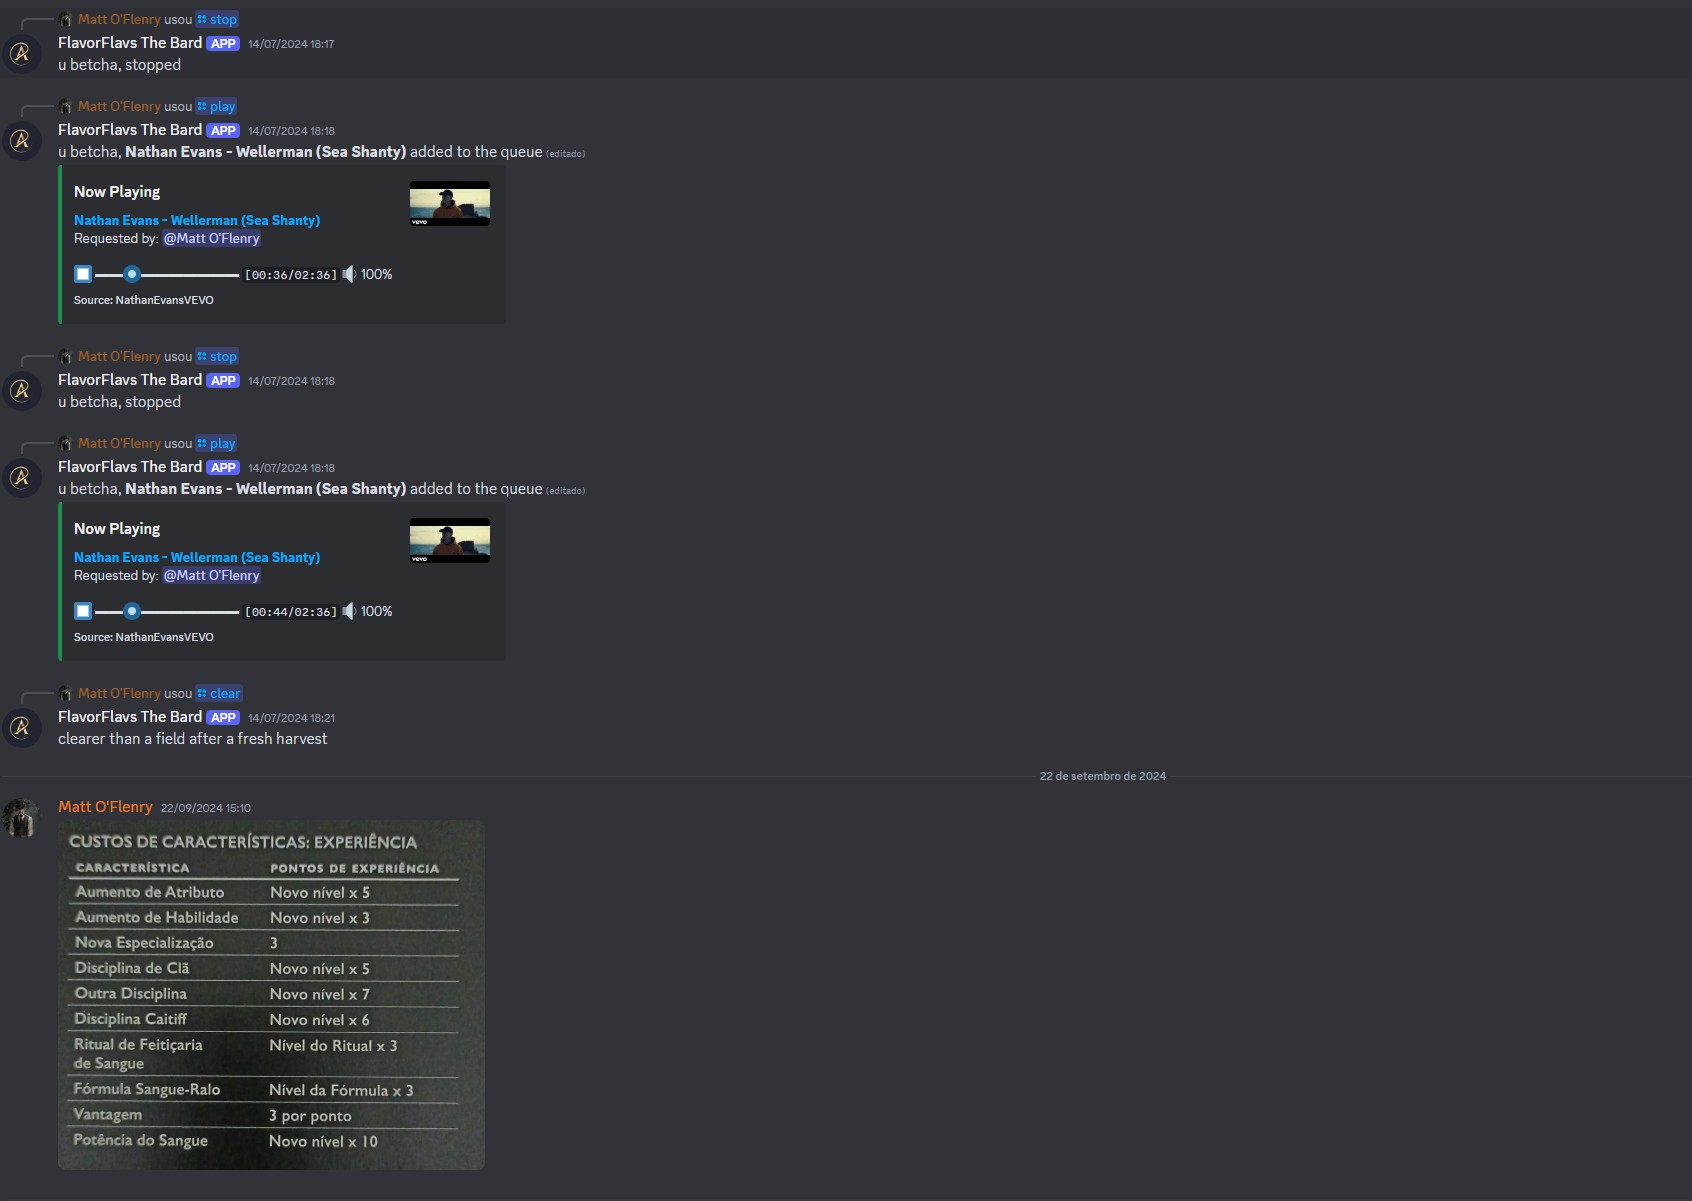 Matt O'Flenry usou stop
FlavorFlavs The Bard APP 14/07/2024 18:17
u betcha, stopped
Matt O'Flenry usou play
FlavorFlavs The Bard APP 14/07/2024 18:18
u betcha, Nathan Evans - Wellerman (Sea Shanty) added to the queue (editado)
Now Playing
vevo
Nathan Evans - Wellerman (Sea Shanty)
Requested by: @Matt O'Flenry
[00:36/02:36] 100%
Source: NathanEvansVEVO
Matt O'Flenry usou stop
FlavorFlavs The Bard APP 14/07/2024 18:18
u betcha, stopped
Matt O'Flenry usou play
FlavorFlavs The Bard APP 14/07/2024 18:18
u betcha, Nathan Evans - Wellerman (Sea Shanty) added to the queue (editado)
Now Playing
vevo
Nathan Evans - Wellerman (Sea Shanty)
Requested by: @Matt O'Flenry
[00:44/02:36] 100%
Source: NathanEvansVEVO
Matt O'Flenry usou clear
FlavorFlavs The Bard APP 14/07/2024 18:21
clearer than a field after a fresh harvest
22 de setembro de 2024
Matt O'Flenry 22/09/2024 15:10
CUSTOS DE CARACTERÍSTICAS: EXPERIÊNCIA
CARACTERÍSTICA PONTOS DE EXPERIÊNCIA
Aumento de Atributo Novo nível x 5
Aumento de Habilidade Novo nível x 3
Nova Especialização 3
Disciplina de Clã Novo nível x 5
Outra Disciplina Novo nível x 7
Disciplina Caitiff Novo nível x 6
Ritual de Feitiçaria Nível do Ritual x 3
de Sangue
Fórmula Sangue-Ralo Nível da Fórmula x 3
Vantagem 3 por ponto
Potência do Sangue Novo nível x 10